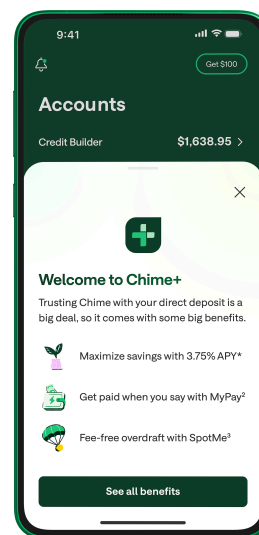 9:41
Get $100
Accounts
Credit Builder
$1,638.95 >
Welcome to Chime+
Trusting Chime with your direct deposit is a
big deal, so it comes with some big benefits.
Maximize savings with 3.75% APY*
Get paid when you say with MyPay²
Fee-free overdraft with SpotMe³
See all benefits